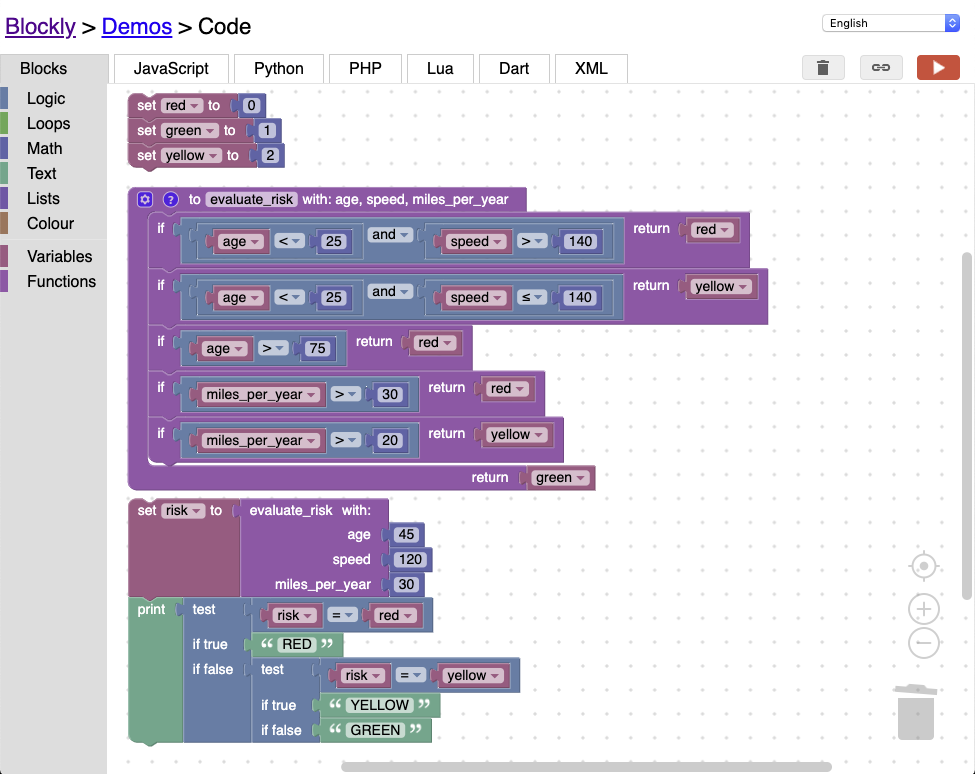 Blockly > Demos > Code
English
Blocks JavaScript Python PHP Lua Dart XML
Logic
Loops
Math
Text
Lists
Colour
Variables
Functions
set red to 0
set green to 1
set yellow to 2
? to evaluate_risk with: age, speed, miles_per_year
if age < 25 and speed > 140 return red
if age < 25 and speed ≤ 140 return yellow
if age > 75 return red
if miles_per_year > 30 return red
if miles_per_year > 20 return yellow
return green
set risk to evaluate_risk with:
age 45
speed 120
miles_per_year 30
print test risk = red
if true “ RED ”
if false test risk = yellow
if true “ YELLOW ”
if false “ GREEN ”